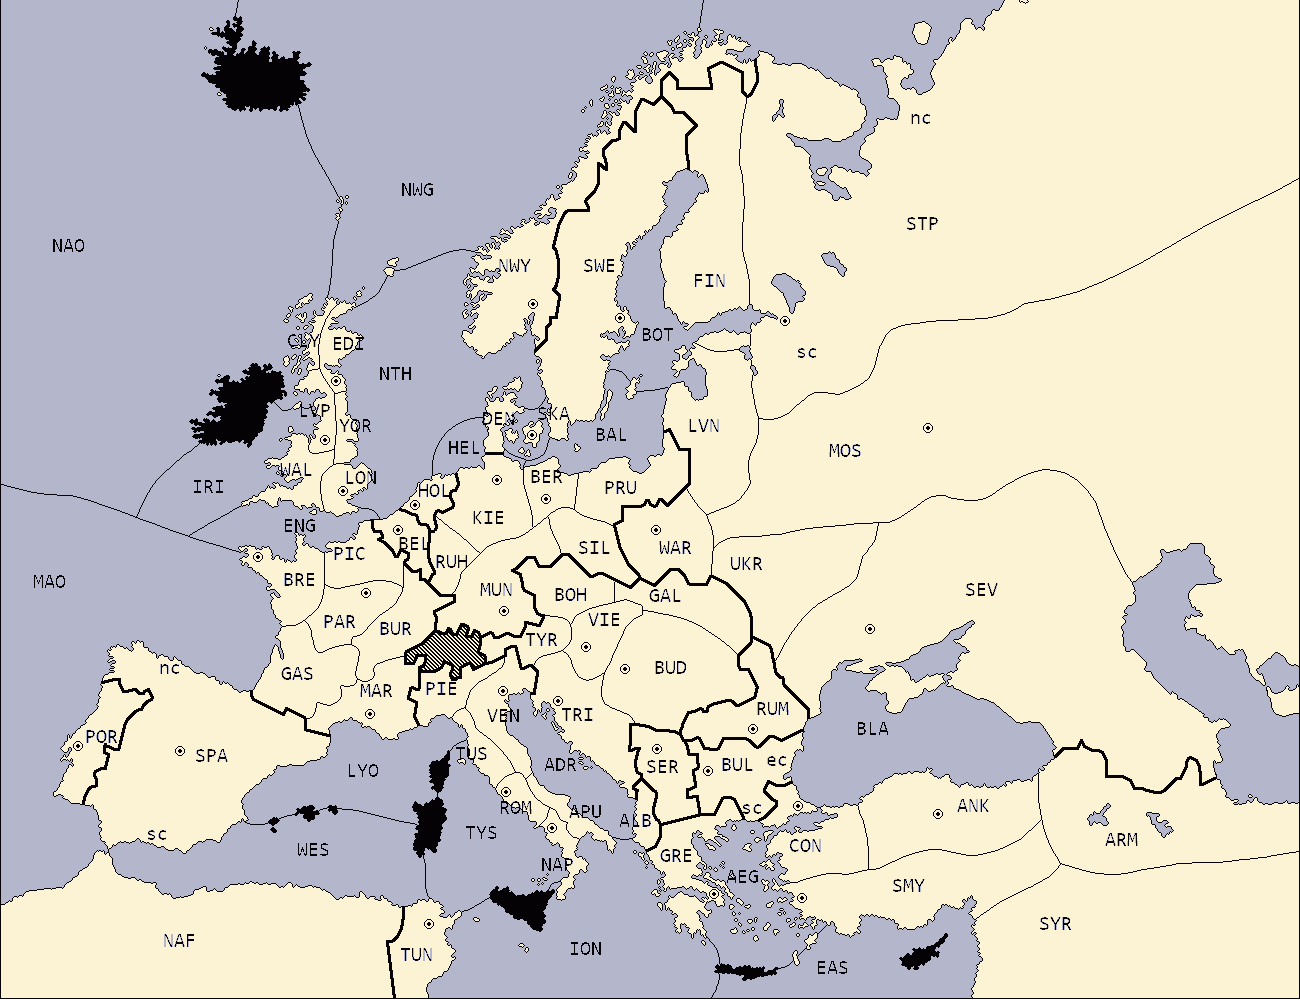 nc
NWG
STP
NAO
NWY
SWE
FIN
BOT
CLY
EDI
sc
NTH
LVP
DEN
SKA
YOR
LVN
BAL
HEL
MOS
WAL
LON
BER
IRI
HOL
PRU
KIE
ENG
BEL
PIC
SIL
WAR
RUH
UKR
BRE
MAO
MUN
BOH
GAL
SEV
PAR
VIE
BUR
TYR
nc
BUD
GAS
PIE
MAR
RUM
VEN
TRI
BLA
POR
SPA
TUS
ADR
SER
BUL
ec
LYO
ROM
APU
sc
ANK
ALB
TYS
sc
ARM
WES
CON
GRE
NAP
AEG
SMY
SYR
NAF
ION
TUN
EAS